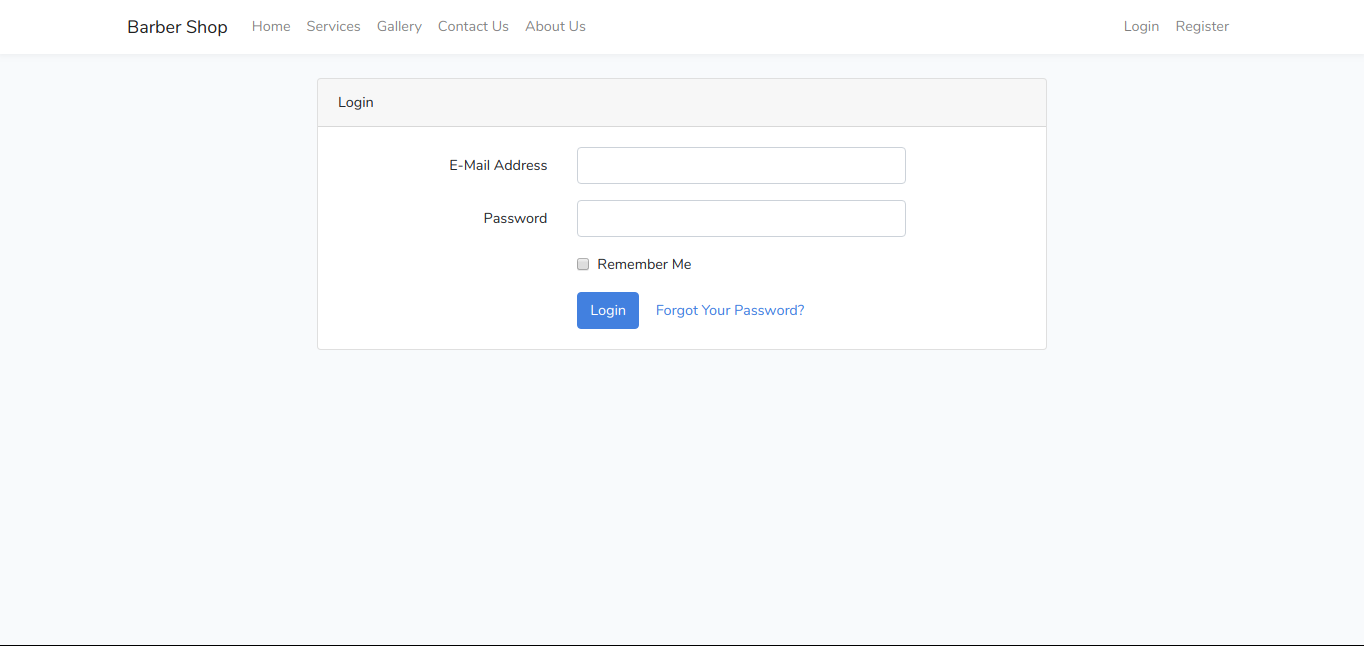 Barber Shop Home Services Gallery Contact Us About Us Login Register
Login
E-Mail Address
Password
Remember Me
Login Forgot Your Password?